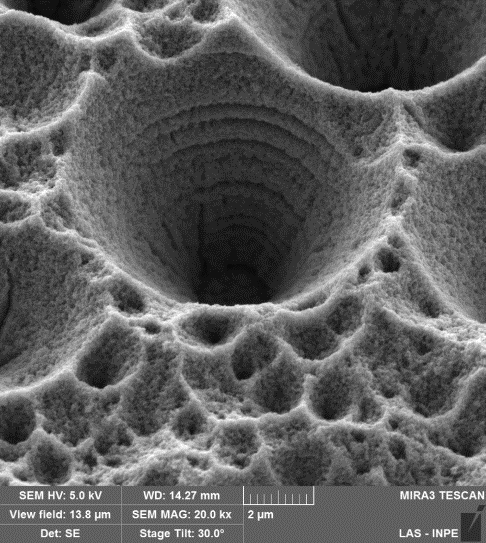 SEM HV: 5.0 kV WD: 14.27 mm MIRA3 TESCAN
View field: 13.8 µm SEM MAG: 20.0 kx 2 µm
Det: SE Stage Tilt: 30.0° LAS - INPE